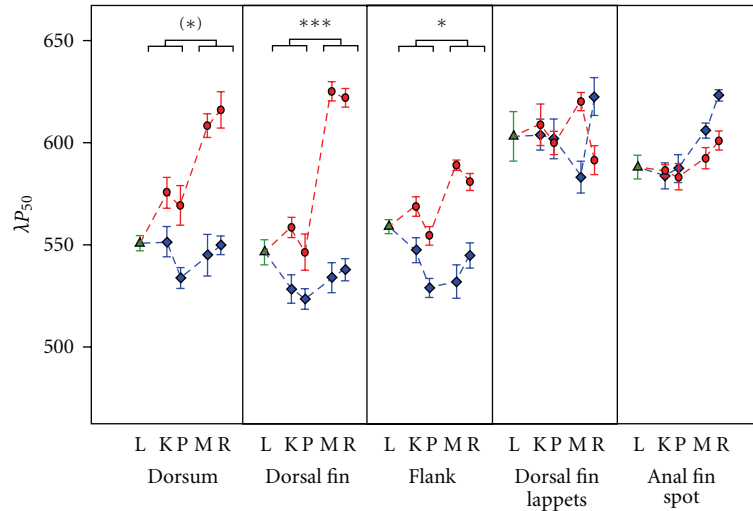 (*) *** *
650
600
550
500
λP50
L K P M R L K P M R L K P M R L K P M R L K P M R
Dorsum Dorsal fin Flank Dorsal fin lappets Anal fin spot